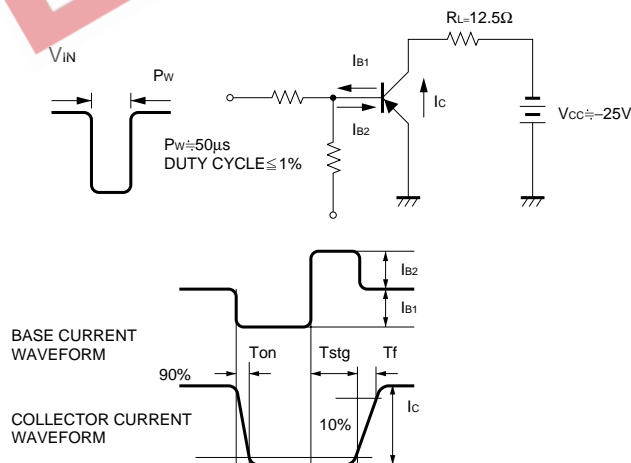 RL=12.5Ω
VIN
PW
IB1
IC
VCC≒−25V
IB2
PW≒50μs
DUTY CYCLE≦1%
IB2
IB1
BASE CURRENT
WAVEFORM
Ton Tstg Tf
90%
IC
10%
COLLECTOR CURRENT
WAVEFORM